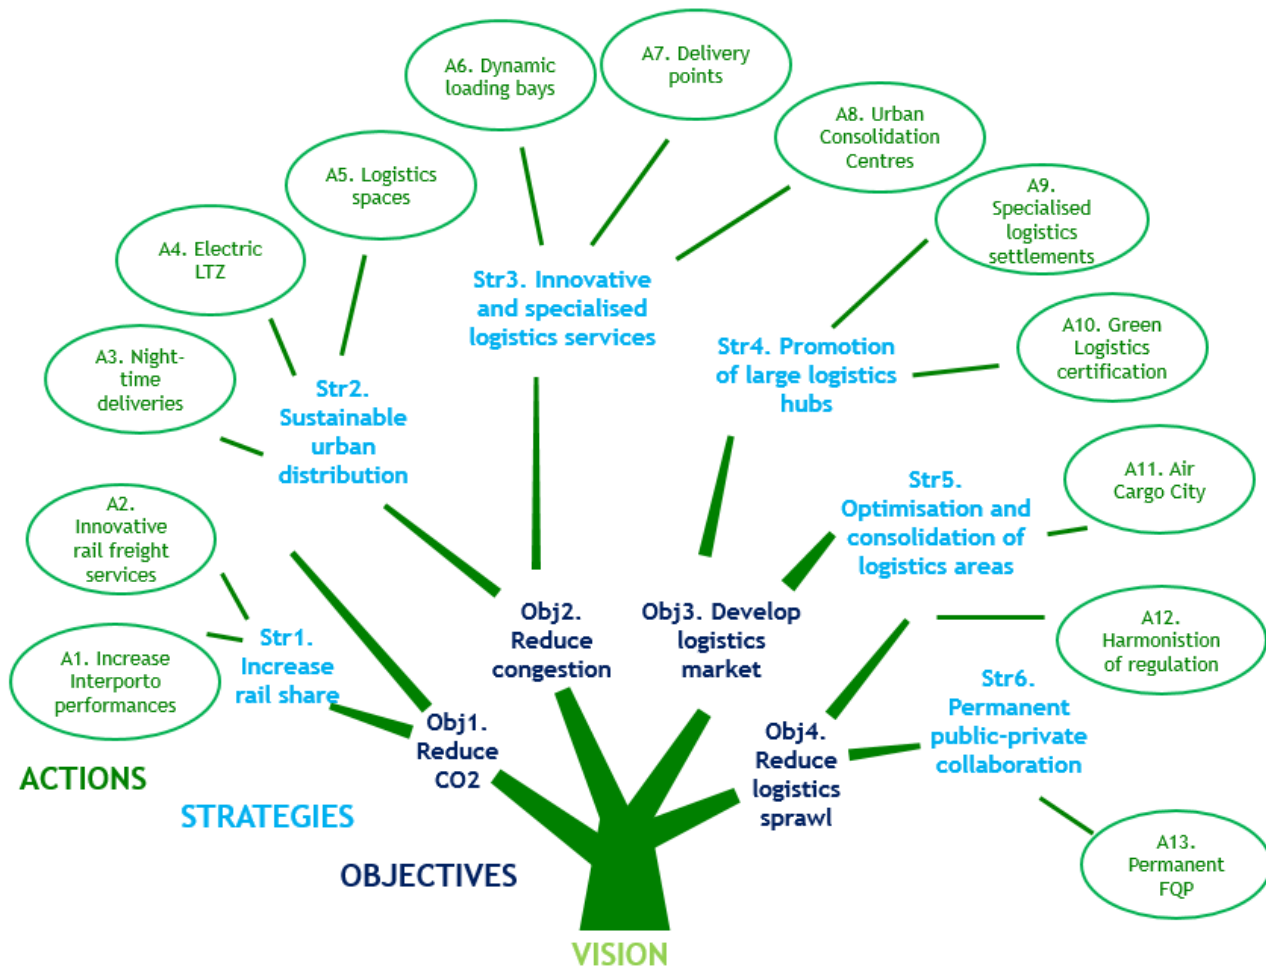 A6. Dynamic
loading bays
A7. Delivery
points
A8. Urban
Consolidation
Centres
A5. Logistics
spaces
A9.
Specialised
logistics
settlements
A4. Electric
LTZ
Str3. Innovative
and specialised
logistics services
A10. Green
Logistics
certification
A3. Night-
time
deliveries
Str4. Promotion
of large logistics
hubs
Str2.
Sustainable
urban
distribution
A11. Air
Cargo City
Str5.
Optimisation and
consolidation of
logistics areas
A2.
Innovative
rail freight
services
Obj2.
Reduce
congestion
Obj3. Develop
logistics
market
A12.
Harmonistion
of regulation
Str1.
Increase
rail share
A1. Increase
Interporto
performances
Str6.
Permanent
public-private
collaboration
Obj1.
Reduce
CO2
Obj4.
Reduce
logistics
sprawl
ACTIONS
STRATEGIES
A13.
Permanent
FQP
OBJECTIVES
VISION